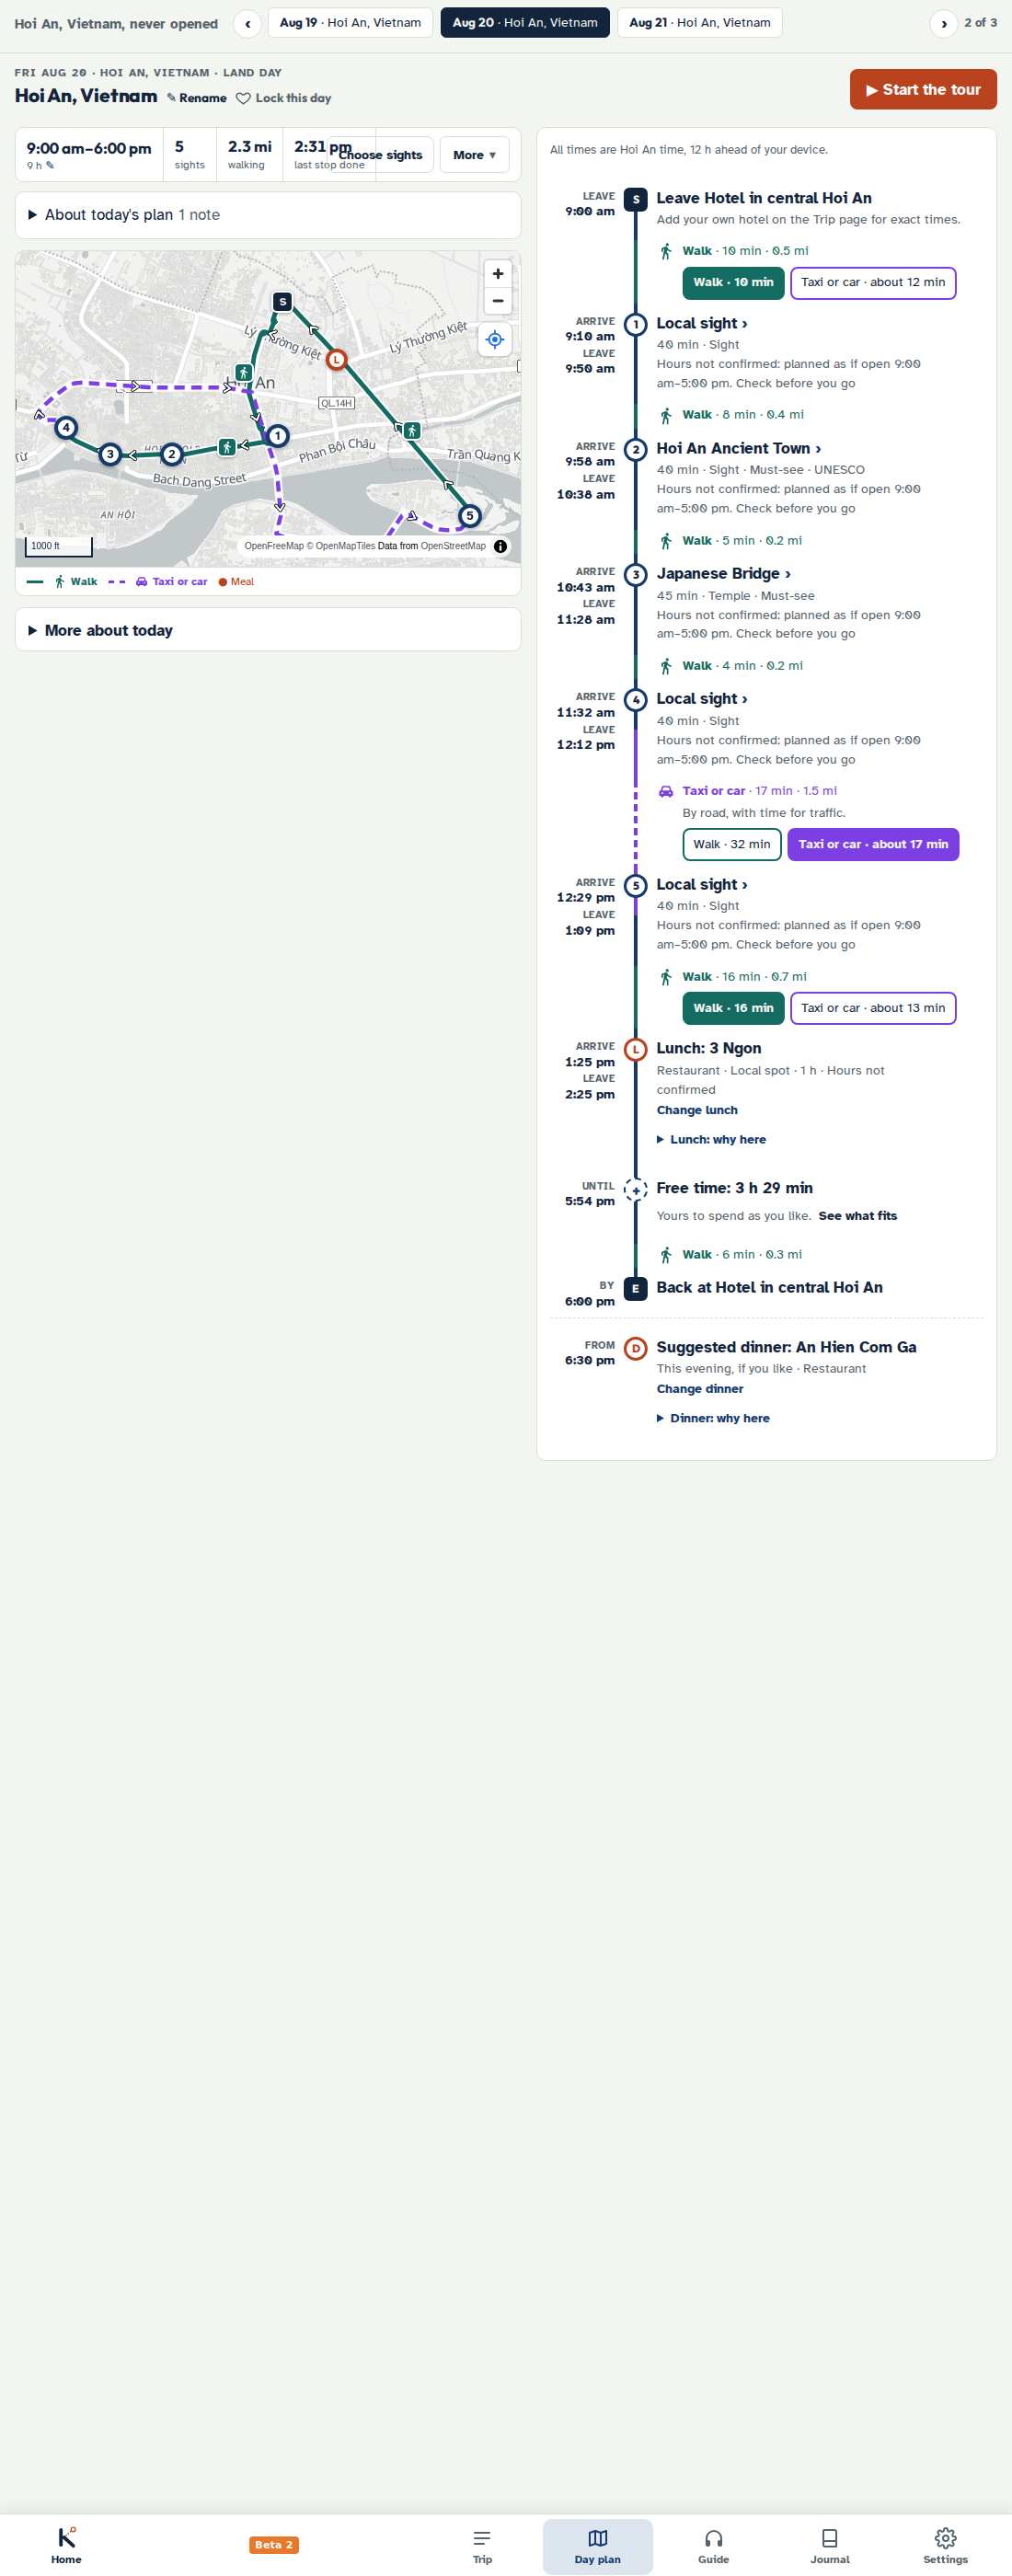 Hoi An, Vietnam, never opened
‹
Aug 19 · Hoi An, Vietnam
Aug 20 · Hoi An, Vietnam
Aug 21 · Hoi An, Vietnam
›
2 of 3
FRI AUG 20 · HOI AN, VIETNAM · LAND DAY
Hoi An, Vietnam ✎ Rename Lock this day
▶ Start the tour
9:00 am–6:00 pm
9 h ✎
5
sights
2.3 mi
walking
2:31 pm
last stop done
Choose sights
More ▼
▶ About today's plan 1 note
S
L
Lý Thường Kiệt
An
QL.14H
4
3
2
1
5
Phan Bội Châu
Trần Quang K
Bach Dang Street
AN HỘI
Từ
+
−
1000 ft
OpenFreeMap © OpenMapTiles Data from OpenStreetMap
Walk Taxi or car Meal
▶ More about today
All times are Hoi An time, 12 h ahead of your device.
LEAVE
9:00 am
S
Leave Hotel in central Hoi An
Add your own hotel on the Trip page for exact times.
Walk · 10 min · 0.5 mi
Walk · 10 min
Taxi or car · about 12 min
ARRIVE
9:10 am
LEAVE
9:50 am
1
Local sight ›
40 min · Sight
Hours not confirmed: planned as if open 9:00
am–5:00 pm. Check before you go
Walk · 8 min · 0.4 mi
ARRIVE
9:58 am
LEAVE
10:38 am
2
Hoi An Ancient Town ›
40 min · Sight · Must-see · UNESCO
Hours not confirmed: planned as if open 9:00
am–5:00 pm. Check before you go
Walk · 5 min · 0.2 mi
ARRIVE
10:43 am
LEAVE
11:28 am
3
Japanese Bridge ›
45 min · Temple · Must-see
Hours not confirmed: planned as if open 9:00
am–5:00 pm. Check before you go
Walk · 4 min · 0.2 mi
ARRIVE
11:32 am
LEAVE
12:12 pm
4
Local sight ›
40 min · Sight
Hours not confirmed: planned as if open 9:00
am–5:00 pm. Check before you go
Taxi or car · 17 min · 1.5 mi
By road, with time for traffic.
Walk · 32 min
Taxi or car · about 17 min
ARRIVE
12:29 pm
LEAVE
1:09 pm
5
Local sight ›
40 min · Sight
Hours not confirmed: planned as if open 9:00
am–5:00 pm. Check before you go
Walk · 16 min · 0.7 mi
Walk · 16 min
Taxi or car · about 13 min
ARRIVE
1:25 pm
LEAVE
2:25 pm
L
Lunch: 3 Ngon
Restaurant · Local spot · 1 h · Hours not
confirmed
Change lunch
▶ Lunch: why here
UNTIL
5:54 pm
+
Free time: 3 h 29 min
Yours to spend as you like. See what fits
Walk · 6 min · 0.3 mi
BY
6:00 pm
E
Back at Hotel in central Hoi An
FROM
6:30 pm
D
Suggested dinner: An Hien Com Ga
This evening, if you like · Restaurant
Change dinner
▶ Dinner: why here
Home
Beta 2
Trip
Day plan
Guide
Journal
Settings